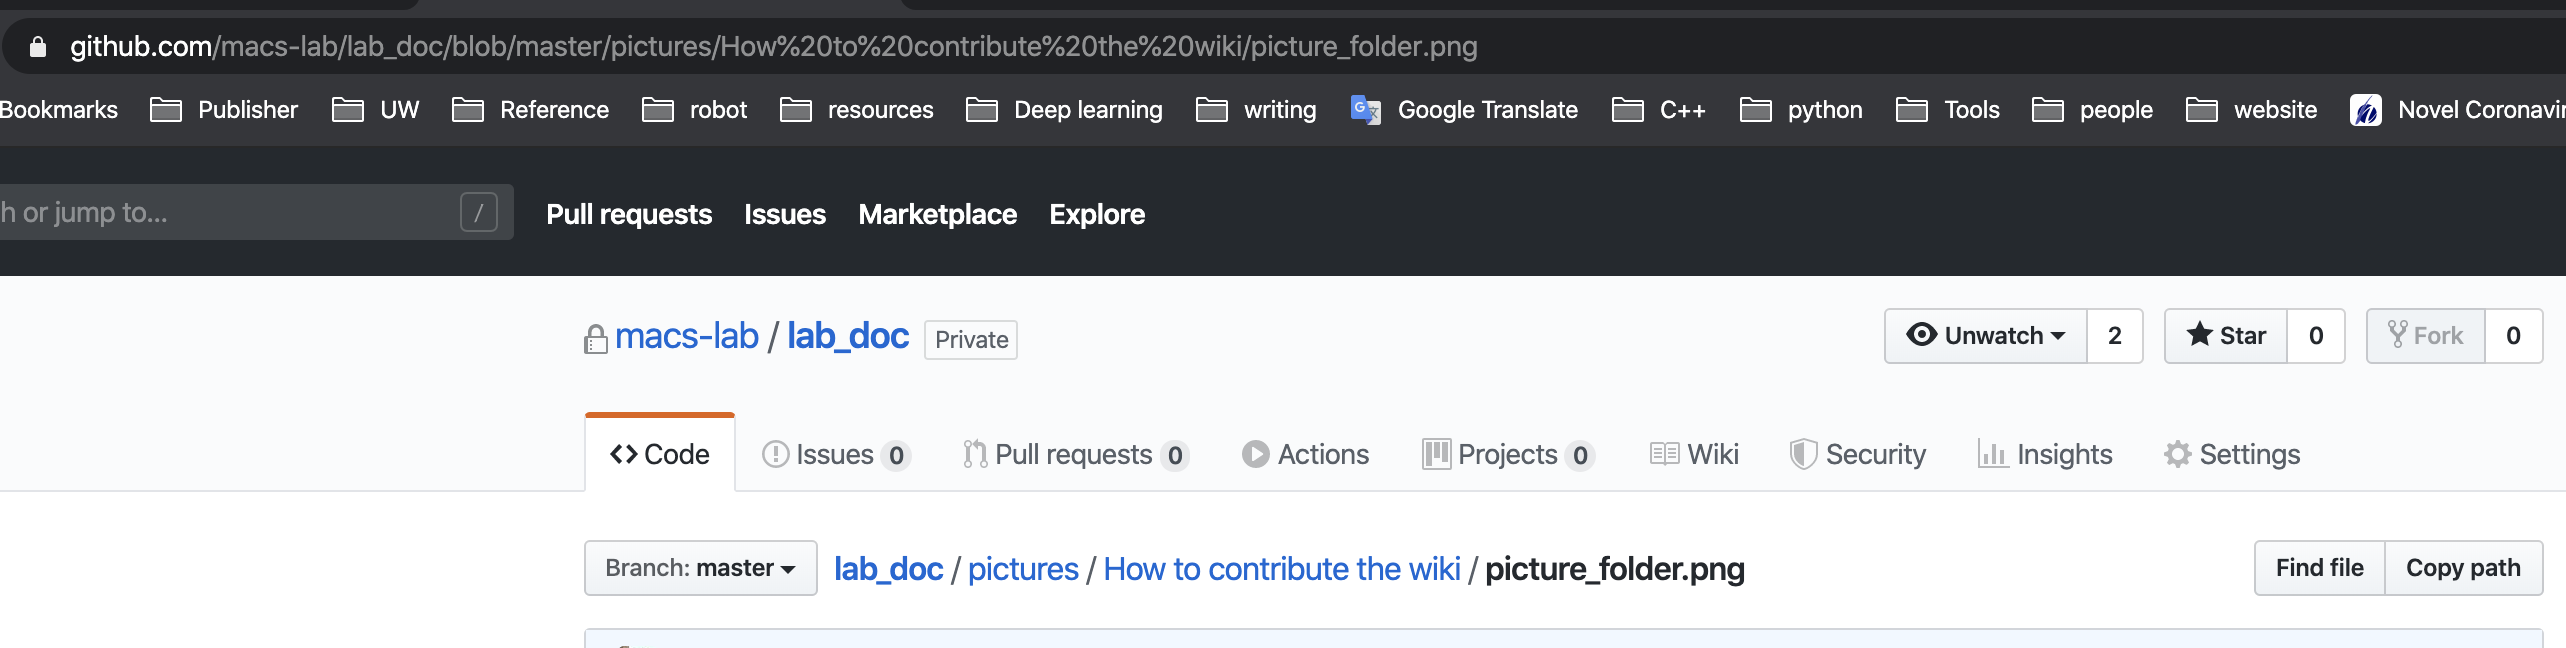 github.com/macs-lab/lab_doc/blob/master/pictures/How%20to%20contribute%20the%20wiki/picture_folder.png
Bookmarks Publisher UW Reference robot resources Deep learning writing Google Translate C++ python Tools people website Novel
h or jump to... / Pull requests Issues Marketplace Explore
macs-lab / lab_doc Private Unwatch 2 Star 0 Fork 0
Code Issues 0 Pull requests 0 Actions Projects 0 Wiki Security Insights Settings
Branch: master lab_doc / pictures / How to contribute the wiki / picture_folder.png Find file Copy path